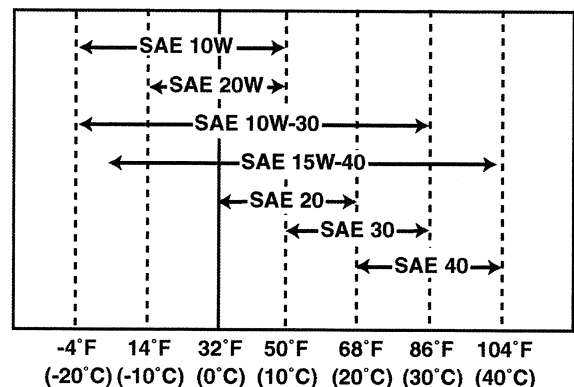 SAE 10W
SAE 20W
SAE 10W-30
SAE 15W-40
SAE 20
SAE 30
SAE 40
-4°F 14°F 32°F 50°F 68°F 86°F 104°F
(-20°C) (-10°C) (0°C) (10°C) (20°C) (30°C) (40°C)